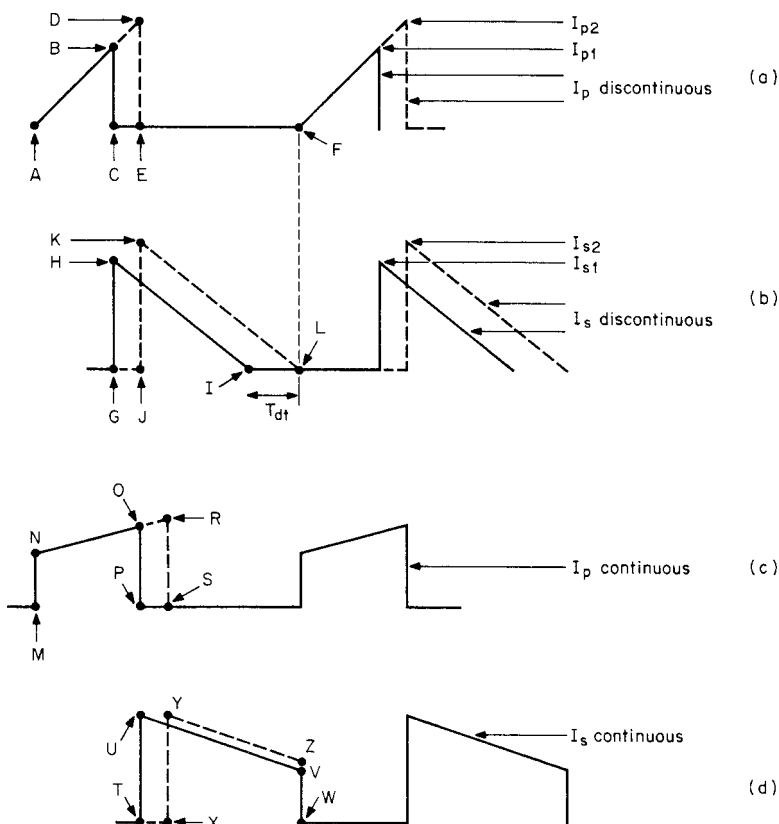 D
B
A
C
E
F
I_p2
I_p1
I_p discontinuous
(a)
K
H
G
J
I
T_dt
L
I_s2
I_s1
I_s discontinuous
(b)
O
N
R
P
S
M
I_p continuous
(c)
Y
U
Z
V
T
W
X
I_s continuous
(d)